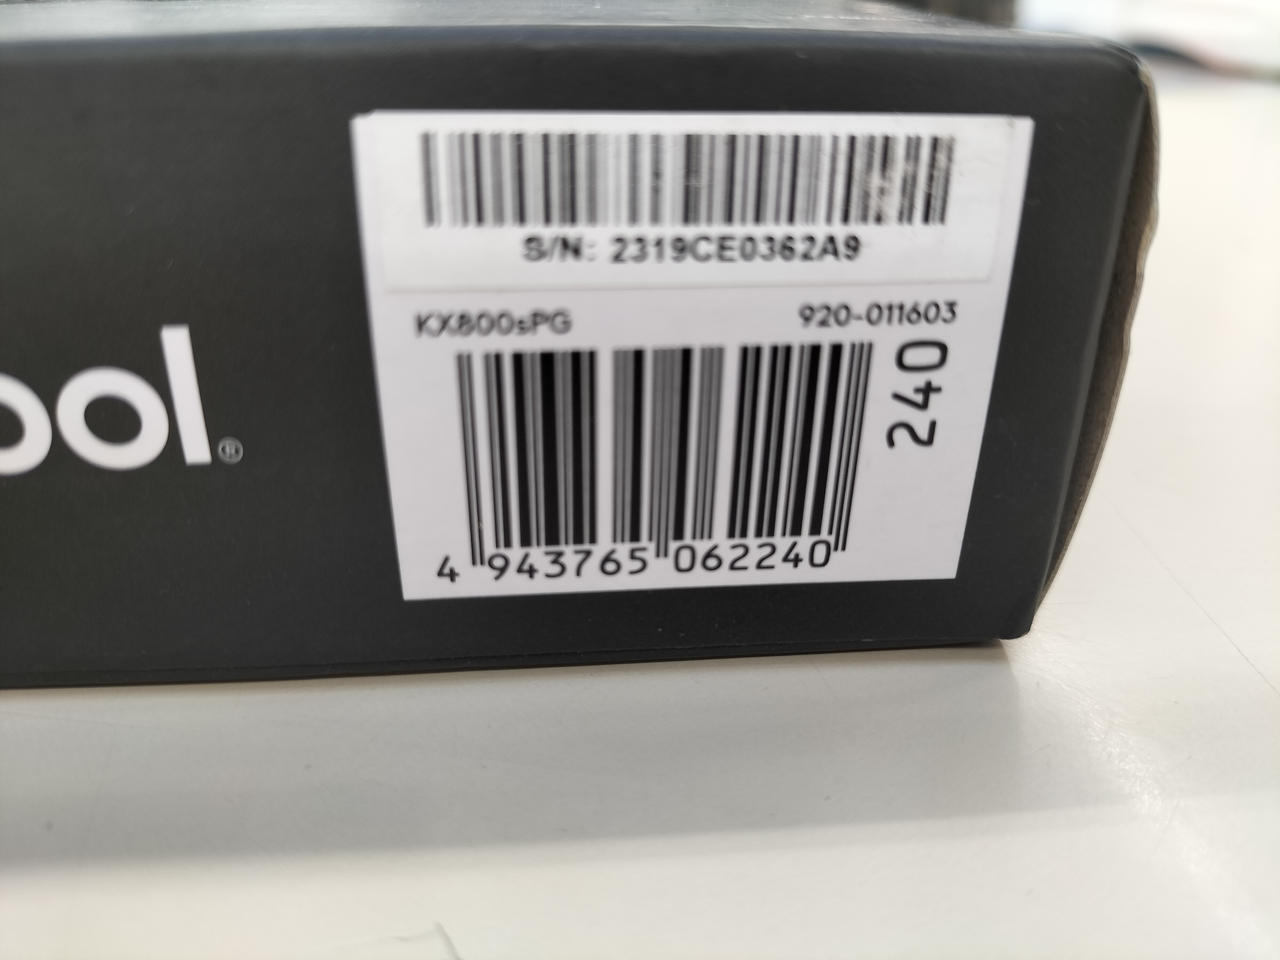 S/N: 2319CE0362A9
KX800sPG 920-011603
240
4 943765 062240
ool®